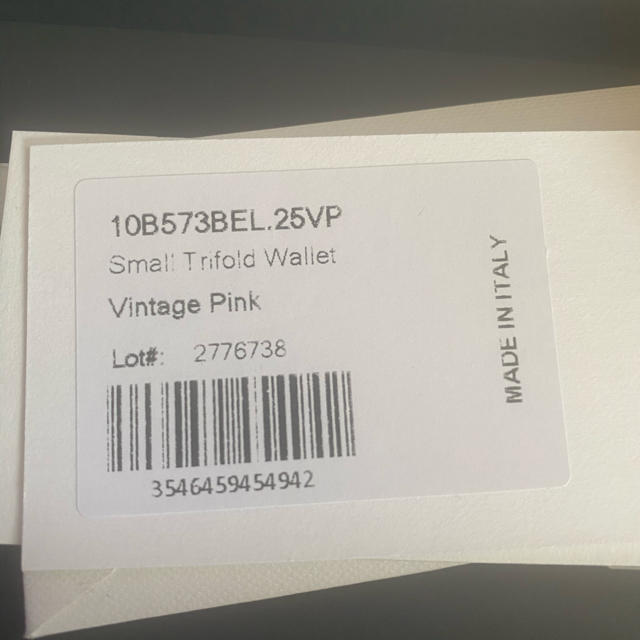 10B573BEL.25VP
Small Trifold Wallet
Vintage Pink
Lot#: 2776738
3546459454942
MADE IN ITALY